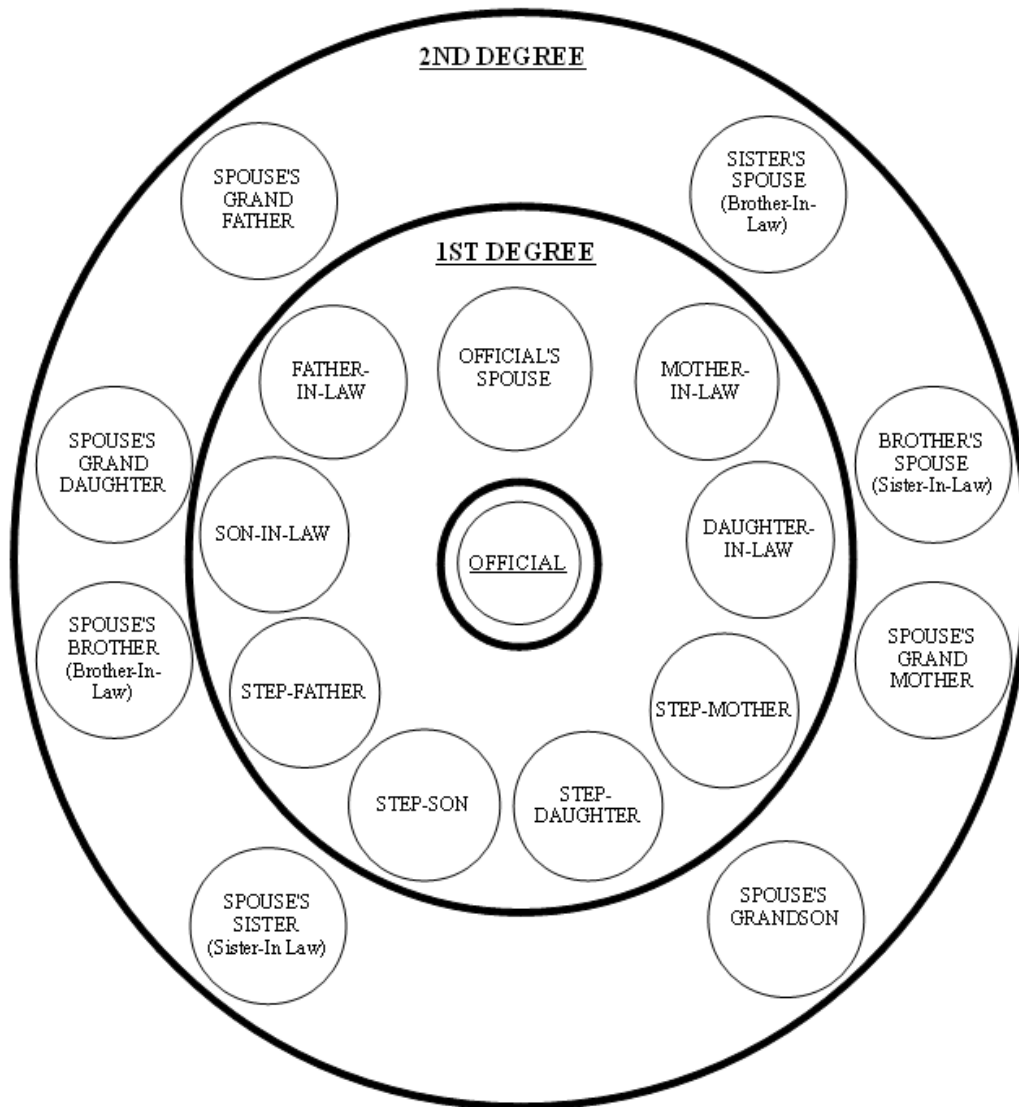 2ND DEGREE
SPOUSE'S
GRAND
FATHER
SISTER'S
SPOUSE
(Brother-In-
Law)
1ST DEGREE
FATHER-
IN-LAW
OFFICIAL'S
SPOUSE
MOTHER-
IN-LAW
SPOUSE'S
GRAND
DAUGHTER
BROTHER'S
SPOUSE
(Sister-In-Law)
SON-IN-LAW
OFFICIAL
DAUGHTER-
IN-LAW
SPOUSE'S
BROTHER
(Brother-In-
Law)
SPOUSE'S
GRAND
MOTHER
STEP-FATHER
STEP-MOTHER
STEP-SON
STEP-
DAUGHTER
SPOUSE'S
SISTER
(Sister-In Law)
SPOUSE'S
GRANDSON